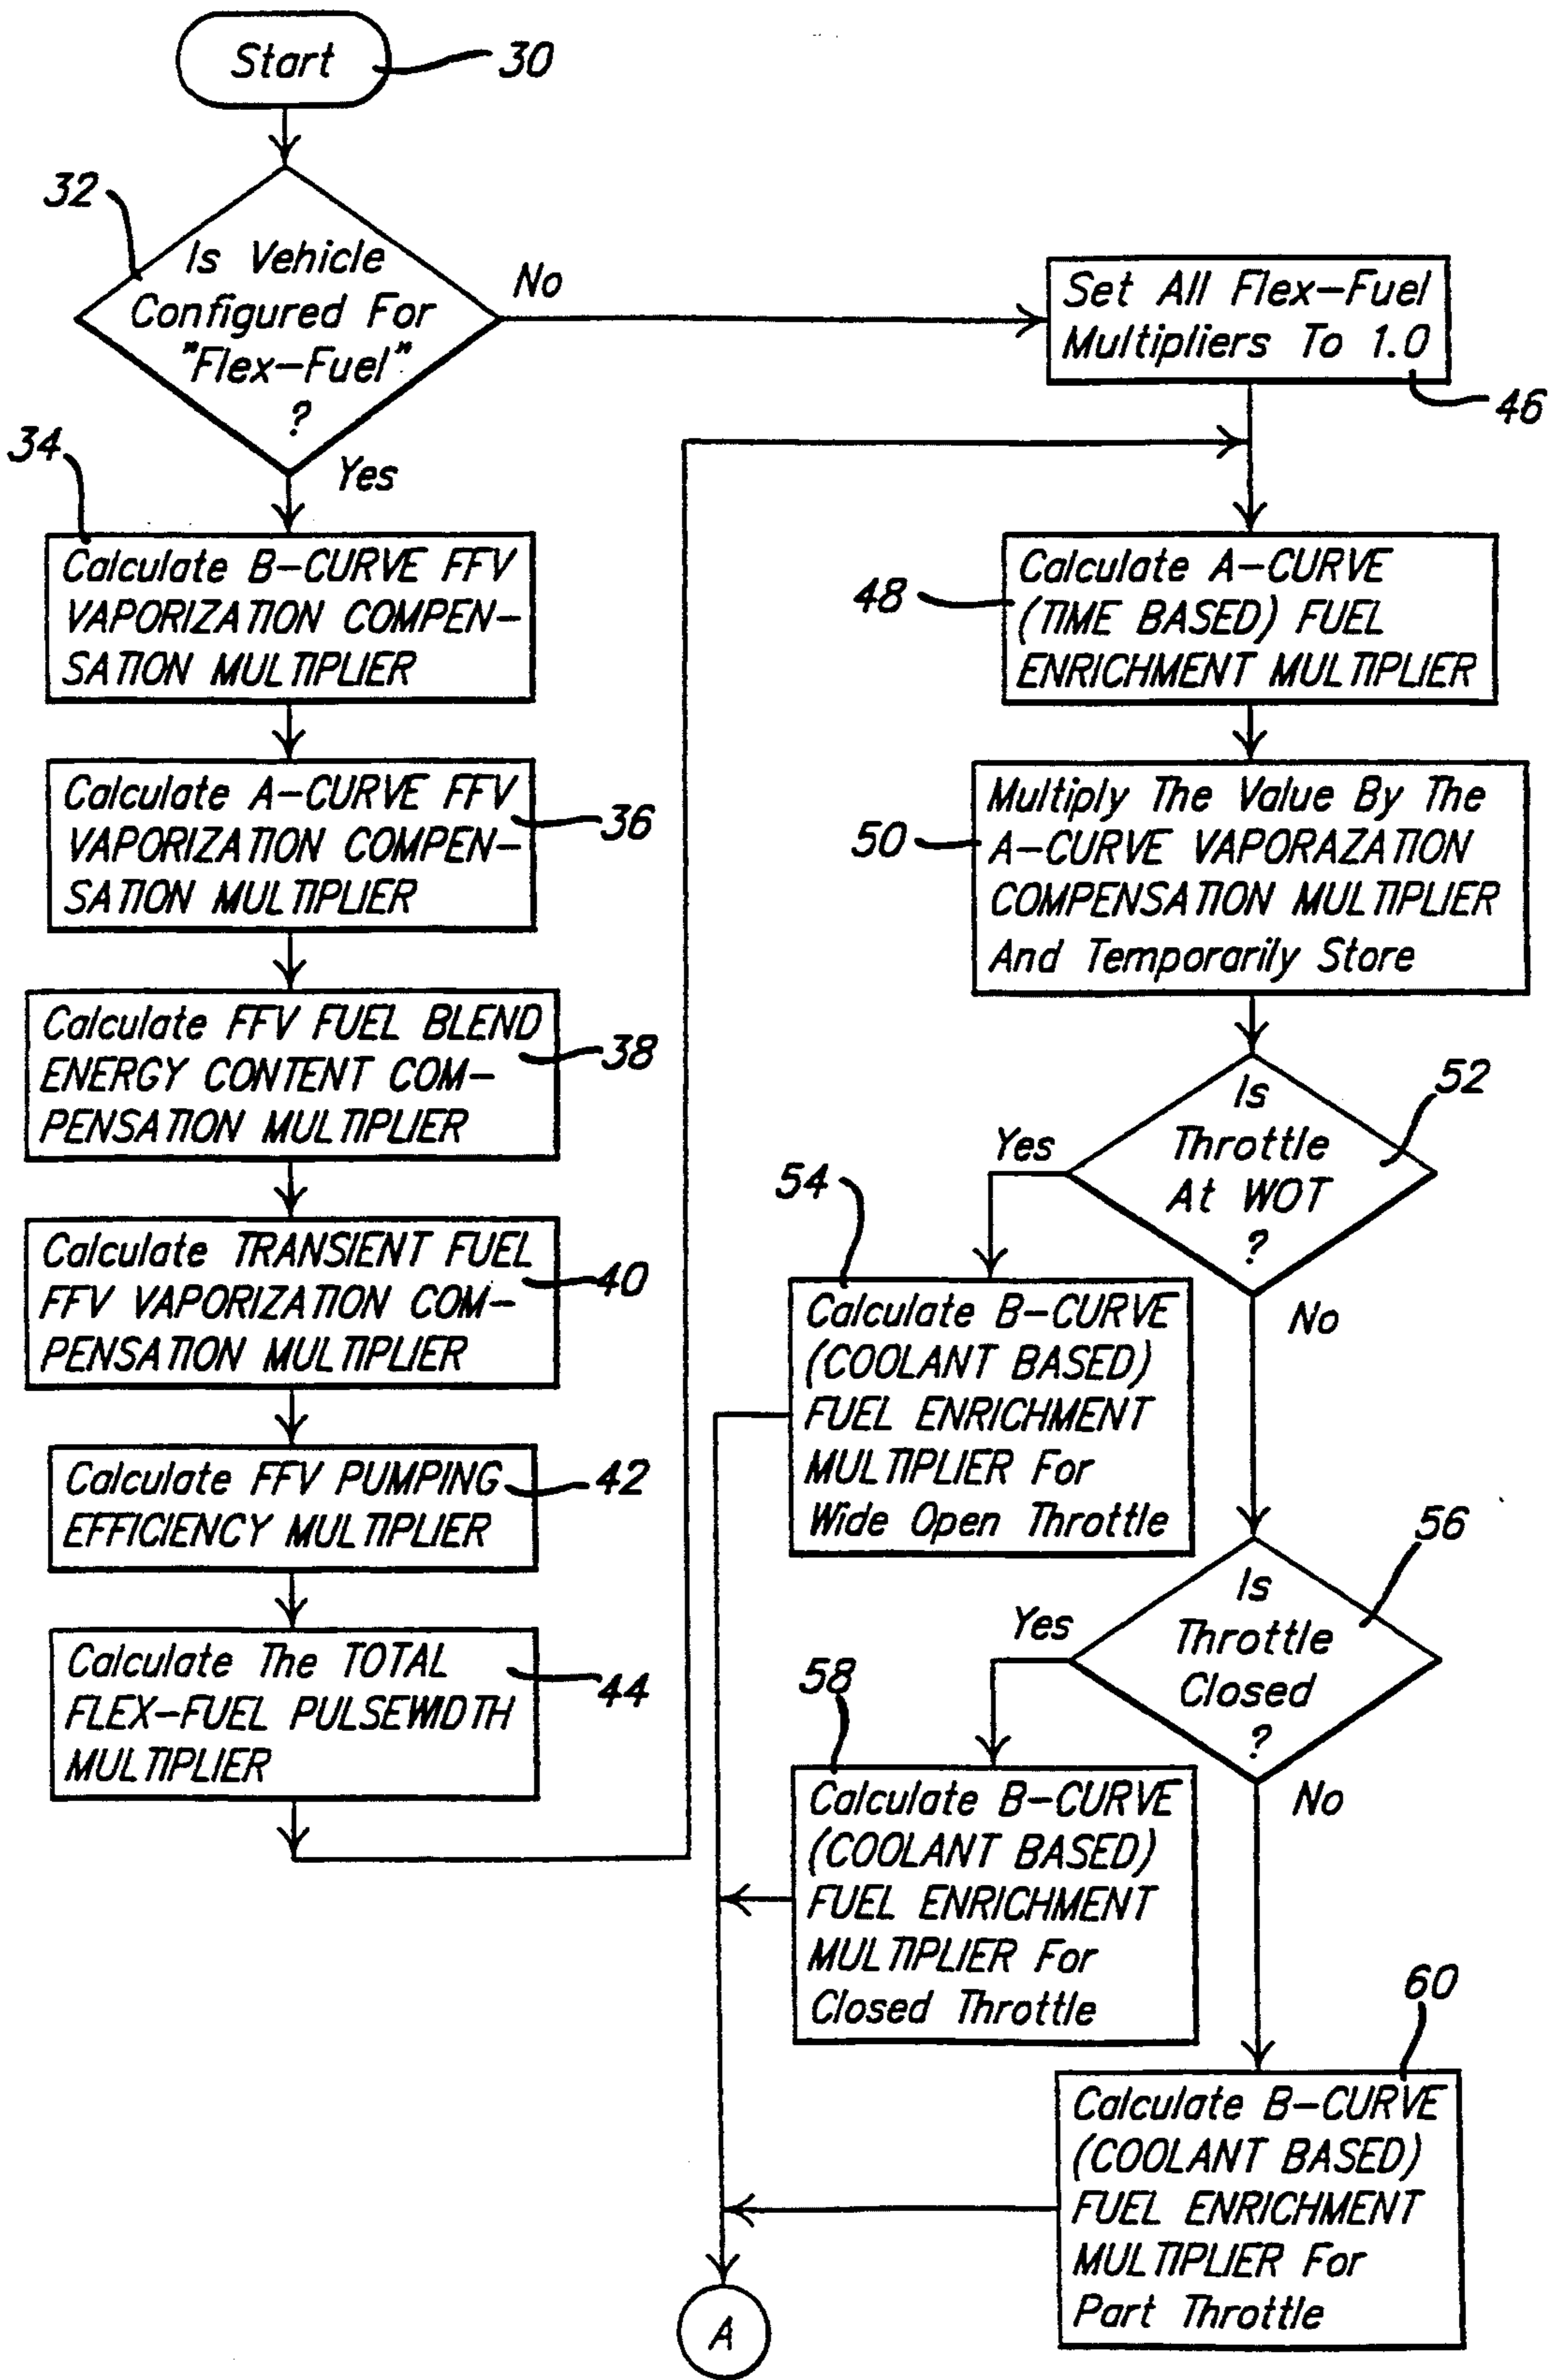 Start
30
32
Is Vehicle
Configured For
"Flex-Fuel"
?
No
Yes
34
Calculate B-CURVE FFV
VAPORIZATION COMPEN-
SATION MULTIPLIER
Calculate A-CURVE FFV
VAPORIZATION COMPEN-
SATION MULTIPLIER
36
Calculate FFV FUEL BLEND
ENERGY CONTENT COM-
PENSATION MULTIPLIER
38
Calculate TRANSIENT FUEL
FFV VAPORIZATION COM-
PENSATION MULTIPLIER
40
Calculate FFV PUMPING
EFFICIENCY MULTIPLIER
42
Calculate The TOTAL
FLEX-FUEL PULSEWIDTH
MULTIPLIER
44
Set All Flex-Fuel
Multipliers To 1.0
46
48
Calculate A-CURVE
(TIME BASED) FUEL
ENRICHMENT MULTIPLIER
50
Multiply The Value By The
A-CURVE VAPORAZATION
COMPENSATION MULTIPLIER
And Temporarily Store
52
Is
Throttle
At WOT
?
Yes
No
54
Calculate B-CURVE
(COOLANT BASED)
FUEL ENRICHMENT
MULTIPLIER For
Wide Open Throttle
56
Is
Throttle
Closed
?
Yes
No
58
Calculate B-CURVE
(COOLANT BASED)
FUEL ENRICHMENT
MULTIPLIER For
Closed Throttle
60
Calculate B-CURVE
(COOLANT BASED)
FUEL ENRICHMENT
MULTIPLIER For
Part Throttle
A